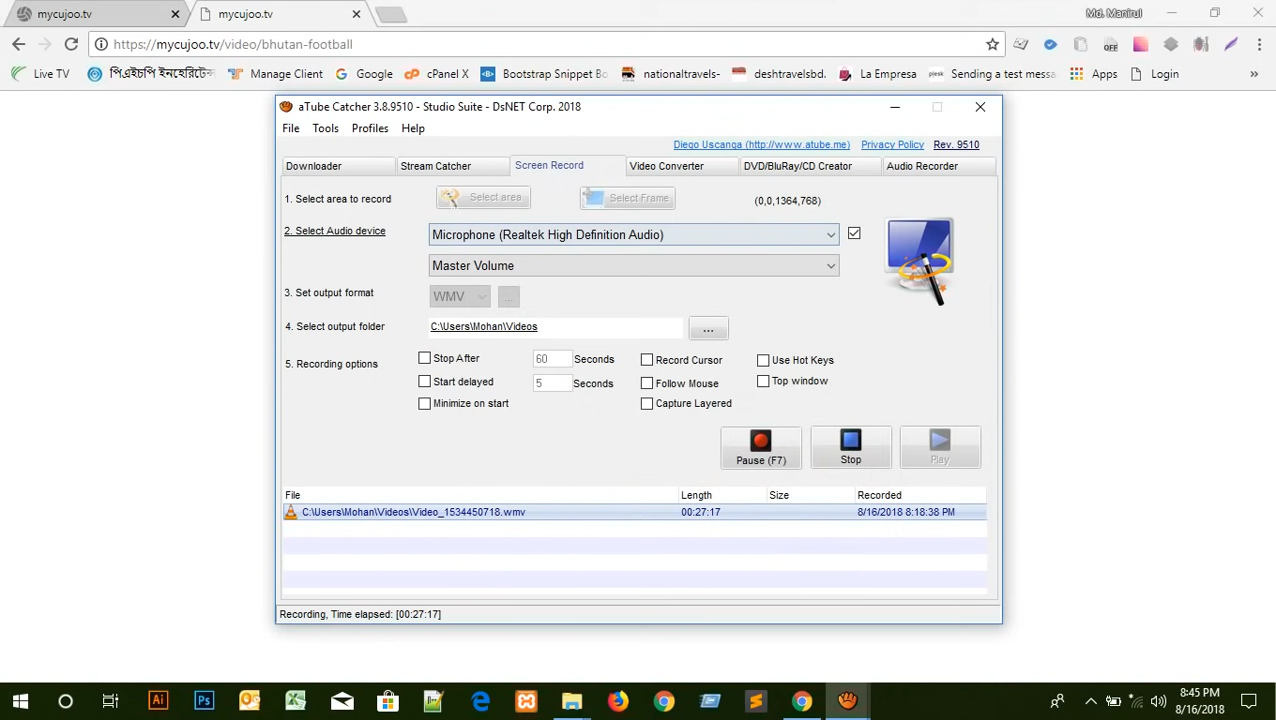 mycujoo.tv
mycujoo.tv
Md. Manirul
https://mycujoo.tv/video/bhutan-football
OFF
Live TV
পিএইচপি ইনহেরিটেন্স
Manage Client
Google
cPanel X
Bootstrap Snippet Bo
nationaltravels-
deshtravelsbd.
La Empresa
plesk
Sending a test messa
Apps
Login
»
aTube Catcher 3.8.9510 - Studio Suite - DsNET Corp. 2018
File Tools Profiles Help
Diego Uscanga (http://www.atube.me) Privacy Policy Rev. 9510
Downloader Stream Catcher Screen Record Video Converter DVD/BluRay/CD Creator Audio Recorder
1. Select area to record Select area Select Frame (0,0,1364,768)
2. Select Audio device Microphone (Realtek High Definition Audio)
Master Volume
3. Set output format WMV ...
4. Select output folder C:\Users\Mohan\Videos ...
5. Recording options Stop After 60 Seconds Record Cursor Use Hot Keys
Start delayed 5 Seconds Follow Mouse Top window
Minimize on start Capture Layered
Pause (F7) Stop Play
File Length Size Recorded
C:\Users\Mohan\Videos\Video_1534450718.wmv 00:27:17 8/16/2018 8:18:38 PM
Recording, Time elapsed: [00:27:17]
Ai Ps
8:45 PM
8/16/2018